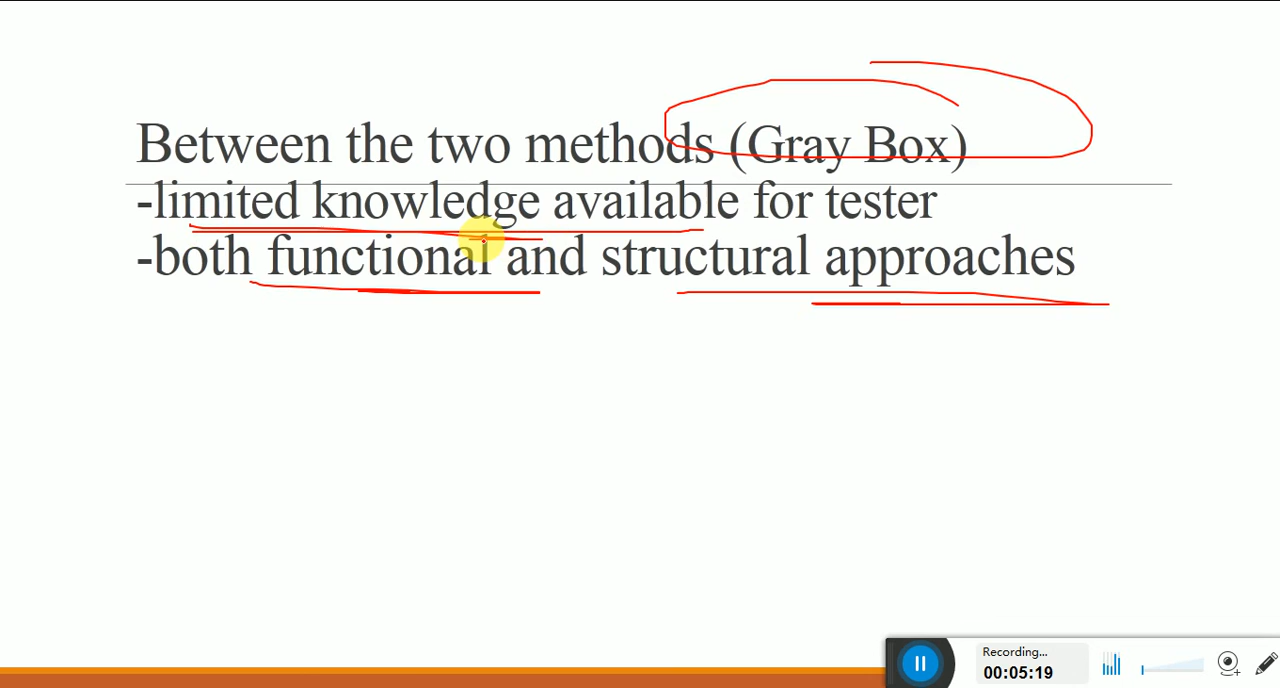 Between the two methods (Gray Box)
-limited knowledge available for tester
-both functional and structural approaches
Recording...
00:05:19